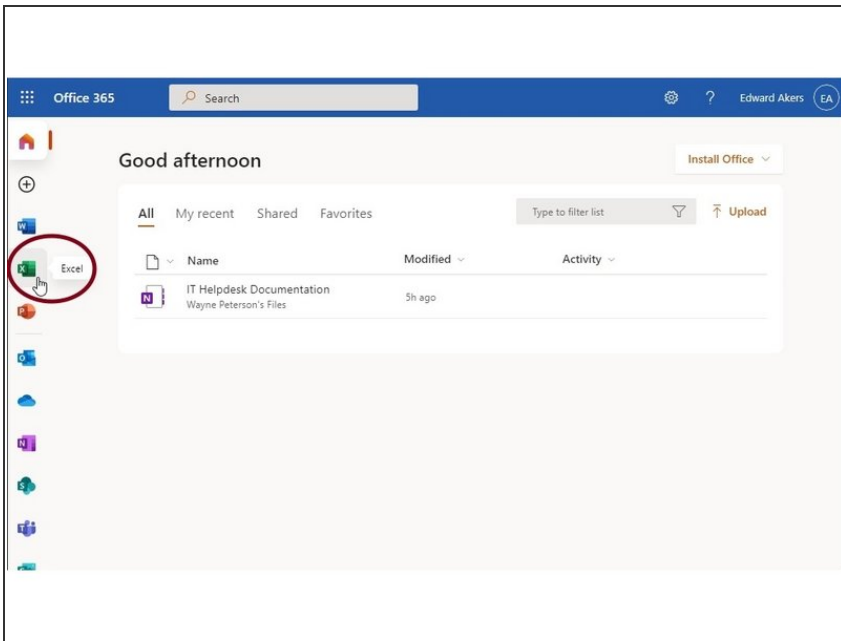 Office 365
Search
?
Edward Akers
EA
Good afternoon
Install Office
All My recent Shared Favorites
Type to filter list
Upload
Name Modified Activity
IT Helpdesk Documentation
Wayne Peterson's Files
5h ago
Excel
W
X
P
O
N
N
S
T